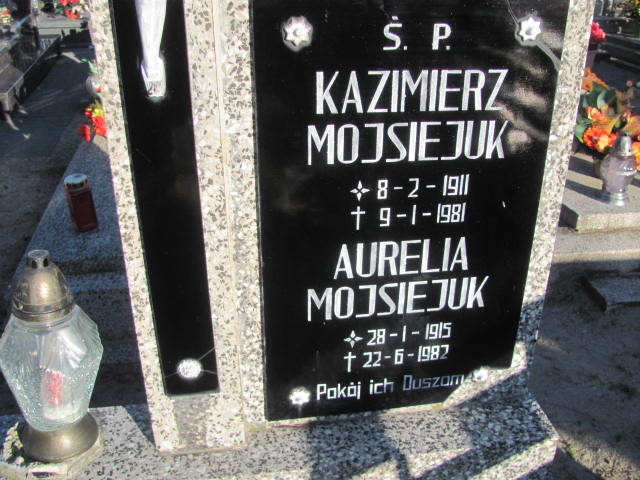 Ś. P.
KAZIMIERZ
MOJSIEJUK
✧ 8-2-1911
† 9-1-1981
AURELIA
MOJSIEJUK
✧ 28-1-1915
† 22-6-1982
Pokój ich Duszom